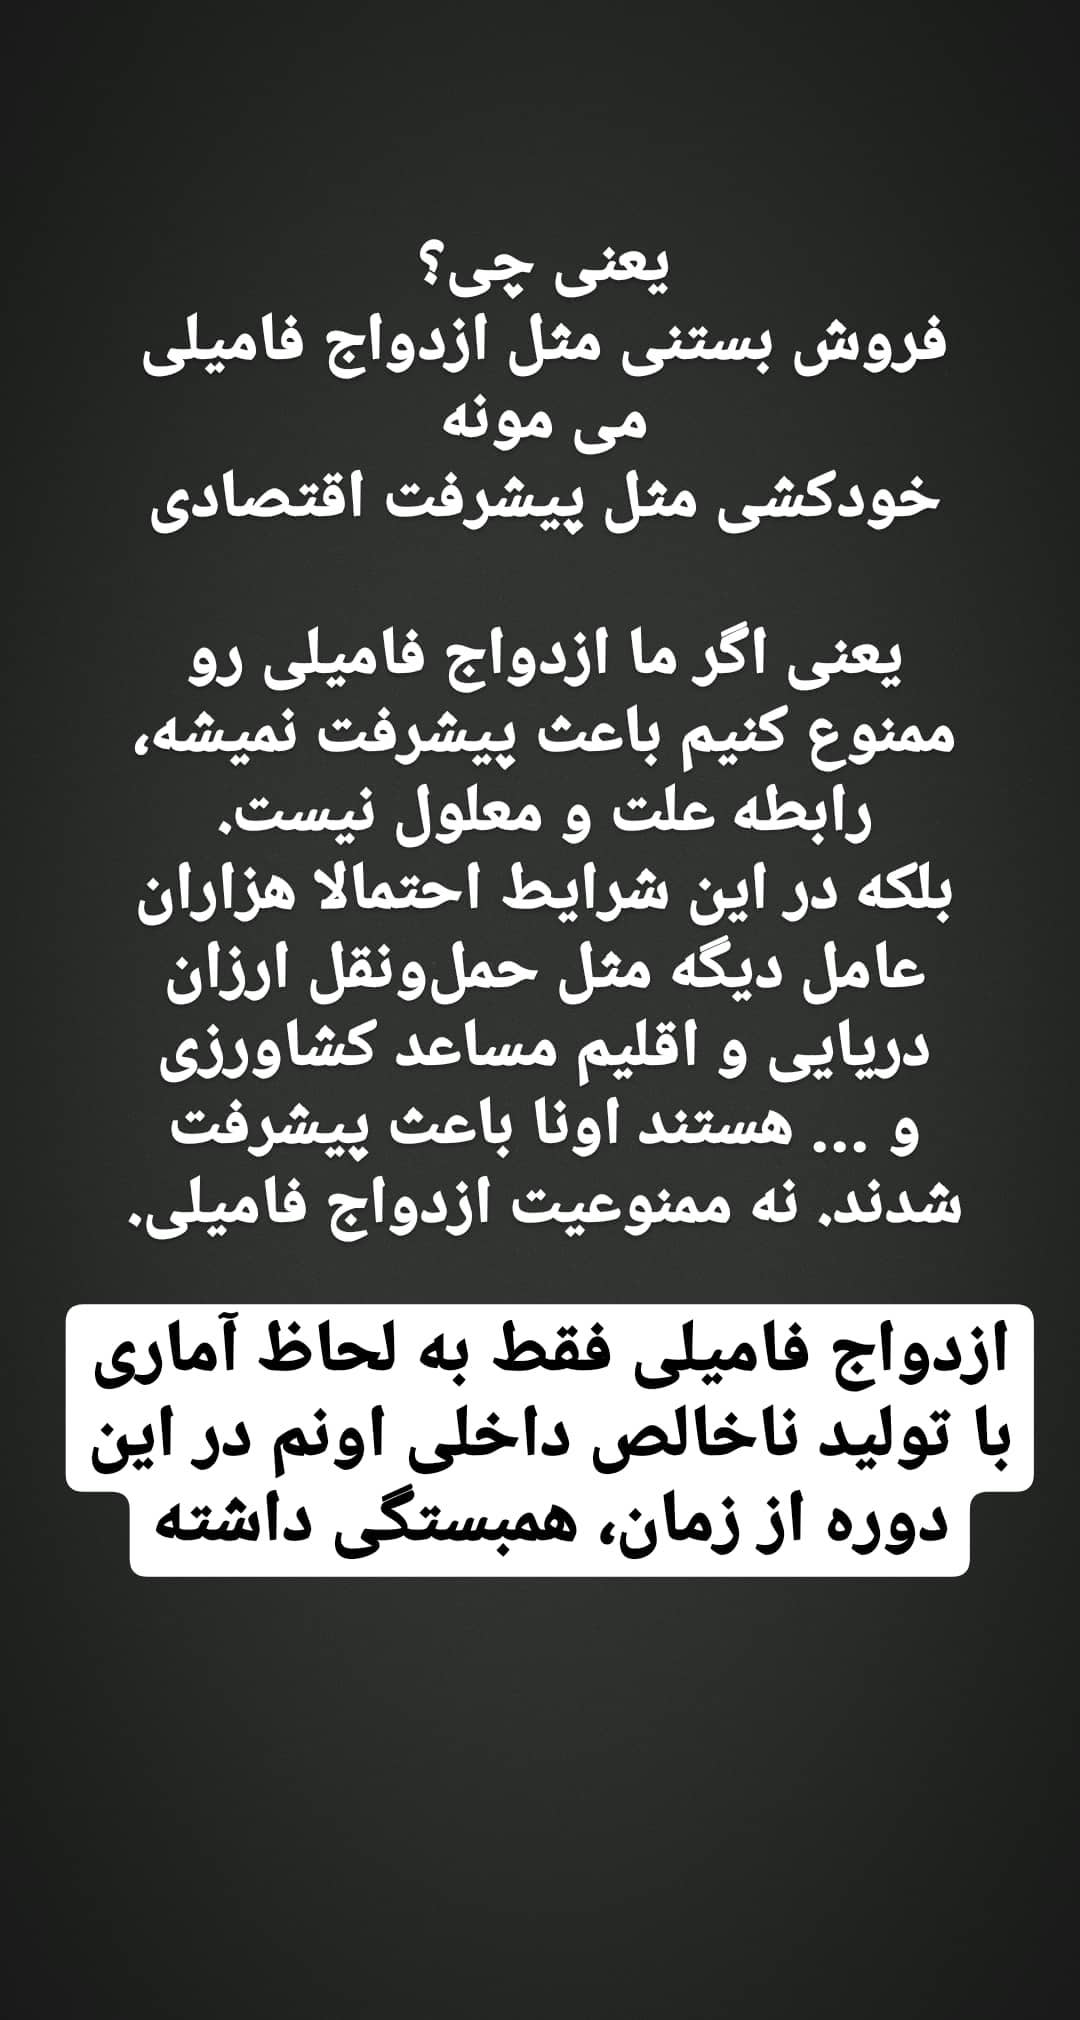 یعنی چی؟
فروش بستنی مثل ازدواج فامیلی
می مونه
خودکشی مثل پیشرفت اقتصادی
یعنی اگر ما ازدواج فامیلی رو
ممنوع کنیم باعث پیشرفت نمیشه،
رابطه علت و معلول نیست.
بلکه در این شرایط احتمالا هزاران
عامل دیگه مثل حمل‌ونقل ارزان
دریایی و اقلیم مساعد کشاورزی
و ... هستند اونا باعث پیشرفت
شدند. نه ممنوعیت ازدواج فامیلی.
ازدواج فامیلی فقط به لحاظ آماری
با تولید ناخالص داخلی اونم در این
دوره از زمان، همبستگی داشته